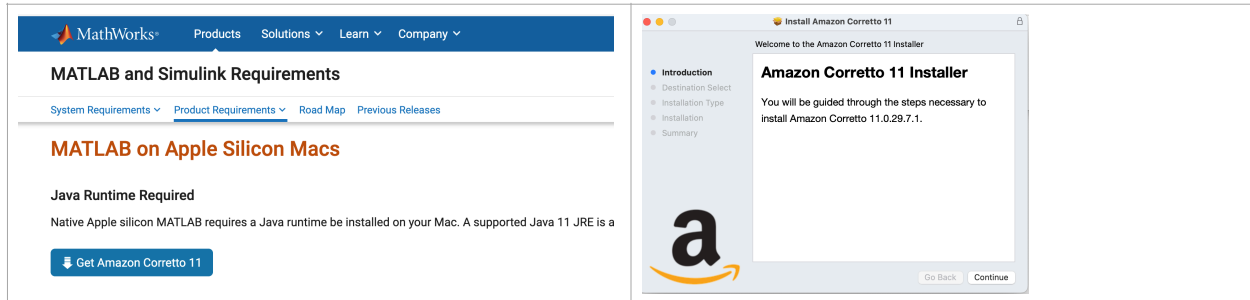 MathWorks®
Products Solutions Learn Company
MATLAB and Simulink Requirements
System Requirements Product Requirements Road Map Previous Releases
MATLAB on Apple Silicon Macs
Java Runtime Required
Native Apple silicon MATLAB requires a Java runtime be installed on your Mac. A supported Java 11 JRE is a
Get Amazon Corretto 11
Install Amazon Corretto 11
Welcome to the Amazon Corretto 11 Installer
Introduction
Destination Select
Installation Type
Installation
Summary
Amazon Corretto 11 Installer
You will be guided through the steps necessary to
install Amazon Corretto 11.0.29.7.1.
a
Go Back Continue